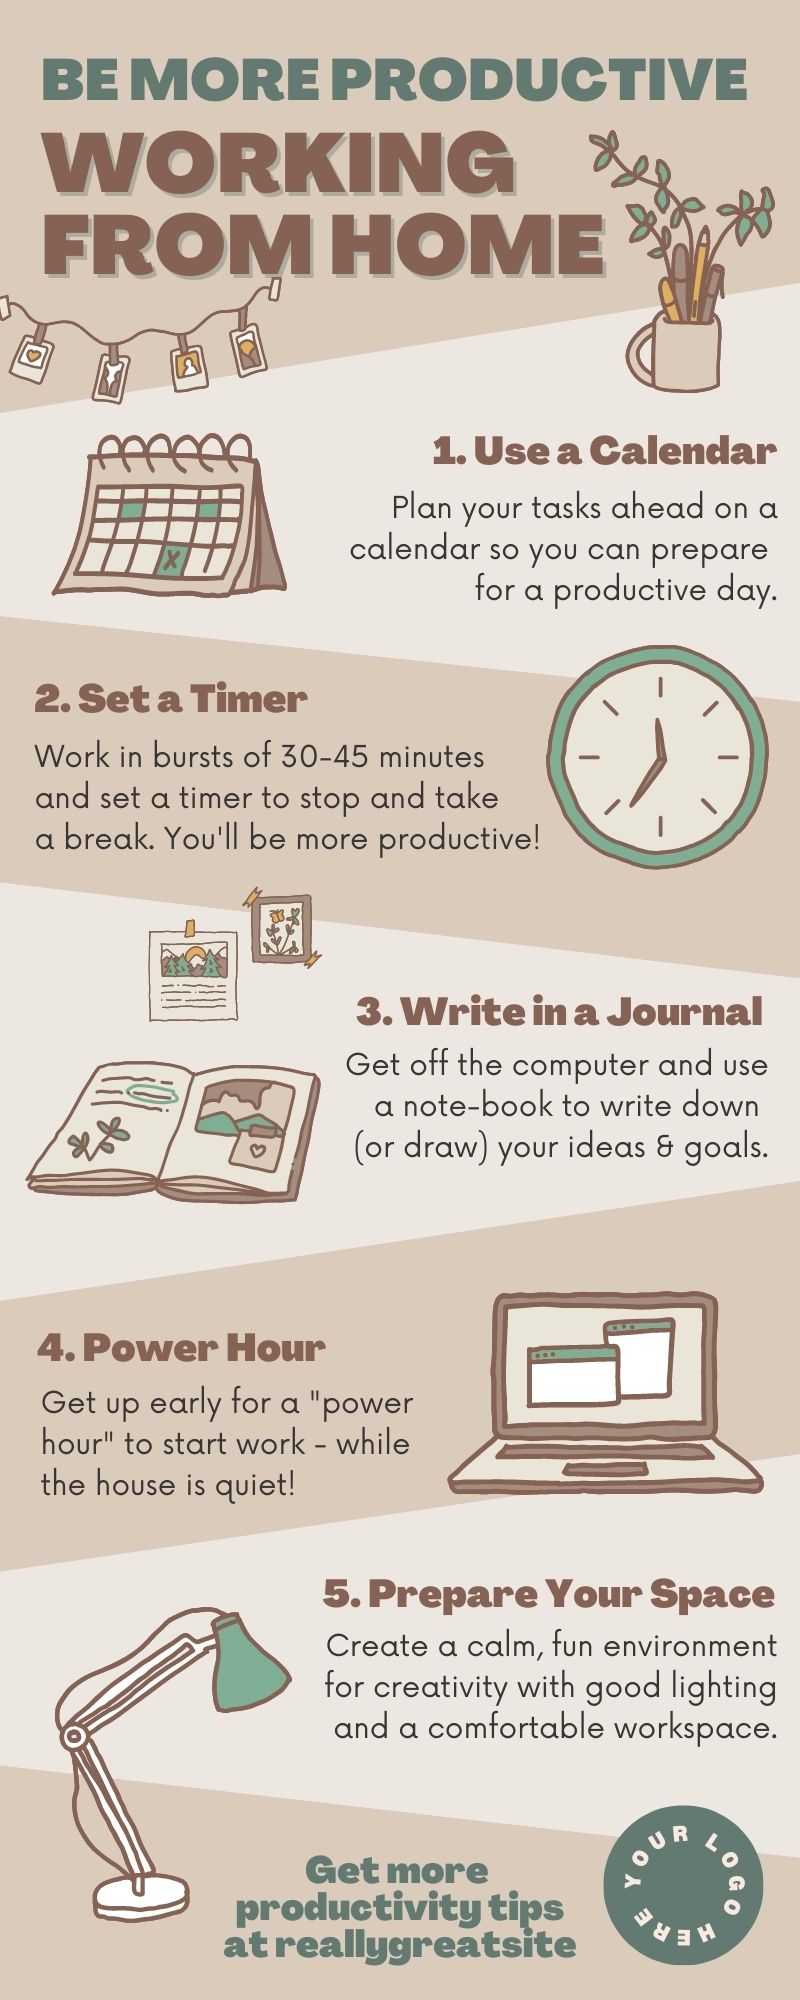 BE MORE PRODUCTIVE
WORKING
FROM HOME
1. Use a Calendar
Plan your tasks ahead on a
calendar so you can prepare
for a productive day.
2. Set a Timer
Work in bursts of 30-45 minutes
and set a timer to stop and take
a break. You'll be more productive!
3. Write in a Journal
Get off the computer and use
a note-book to write down
(or draw) your ideas & goals.
4. Power Hour
Get up early for a "power
hour" to start work - while
the house is quiet!
5. Prepare Your Space
Create a calm, fun environment
for creativity with good lighting
and a comfortable workspace.
Get more
productivity tips
at reallygreatsite
YOUR LOGO HERE